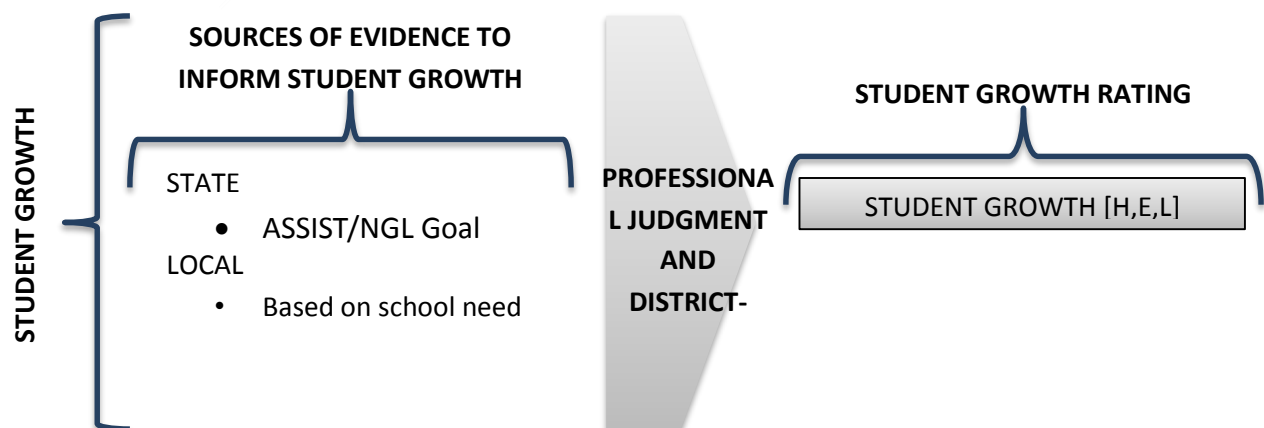 STUDENT GROWTH
SOURCES OF EVIDENCE TO
INFORM STUDENT GROWTH
STATE
● ASSIST/NGL Goal
LOCAL
• Based on school need
PROFESSIONA
L JUDGMENT
AND
DISTRICT-
STUDENT GROWTH RATING
STUDENT GROWTH [H,E,L]